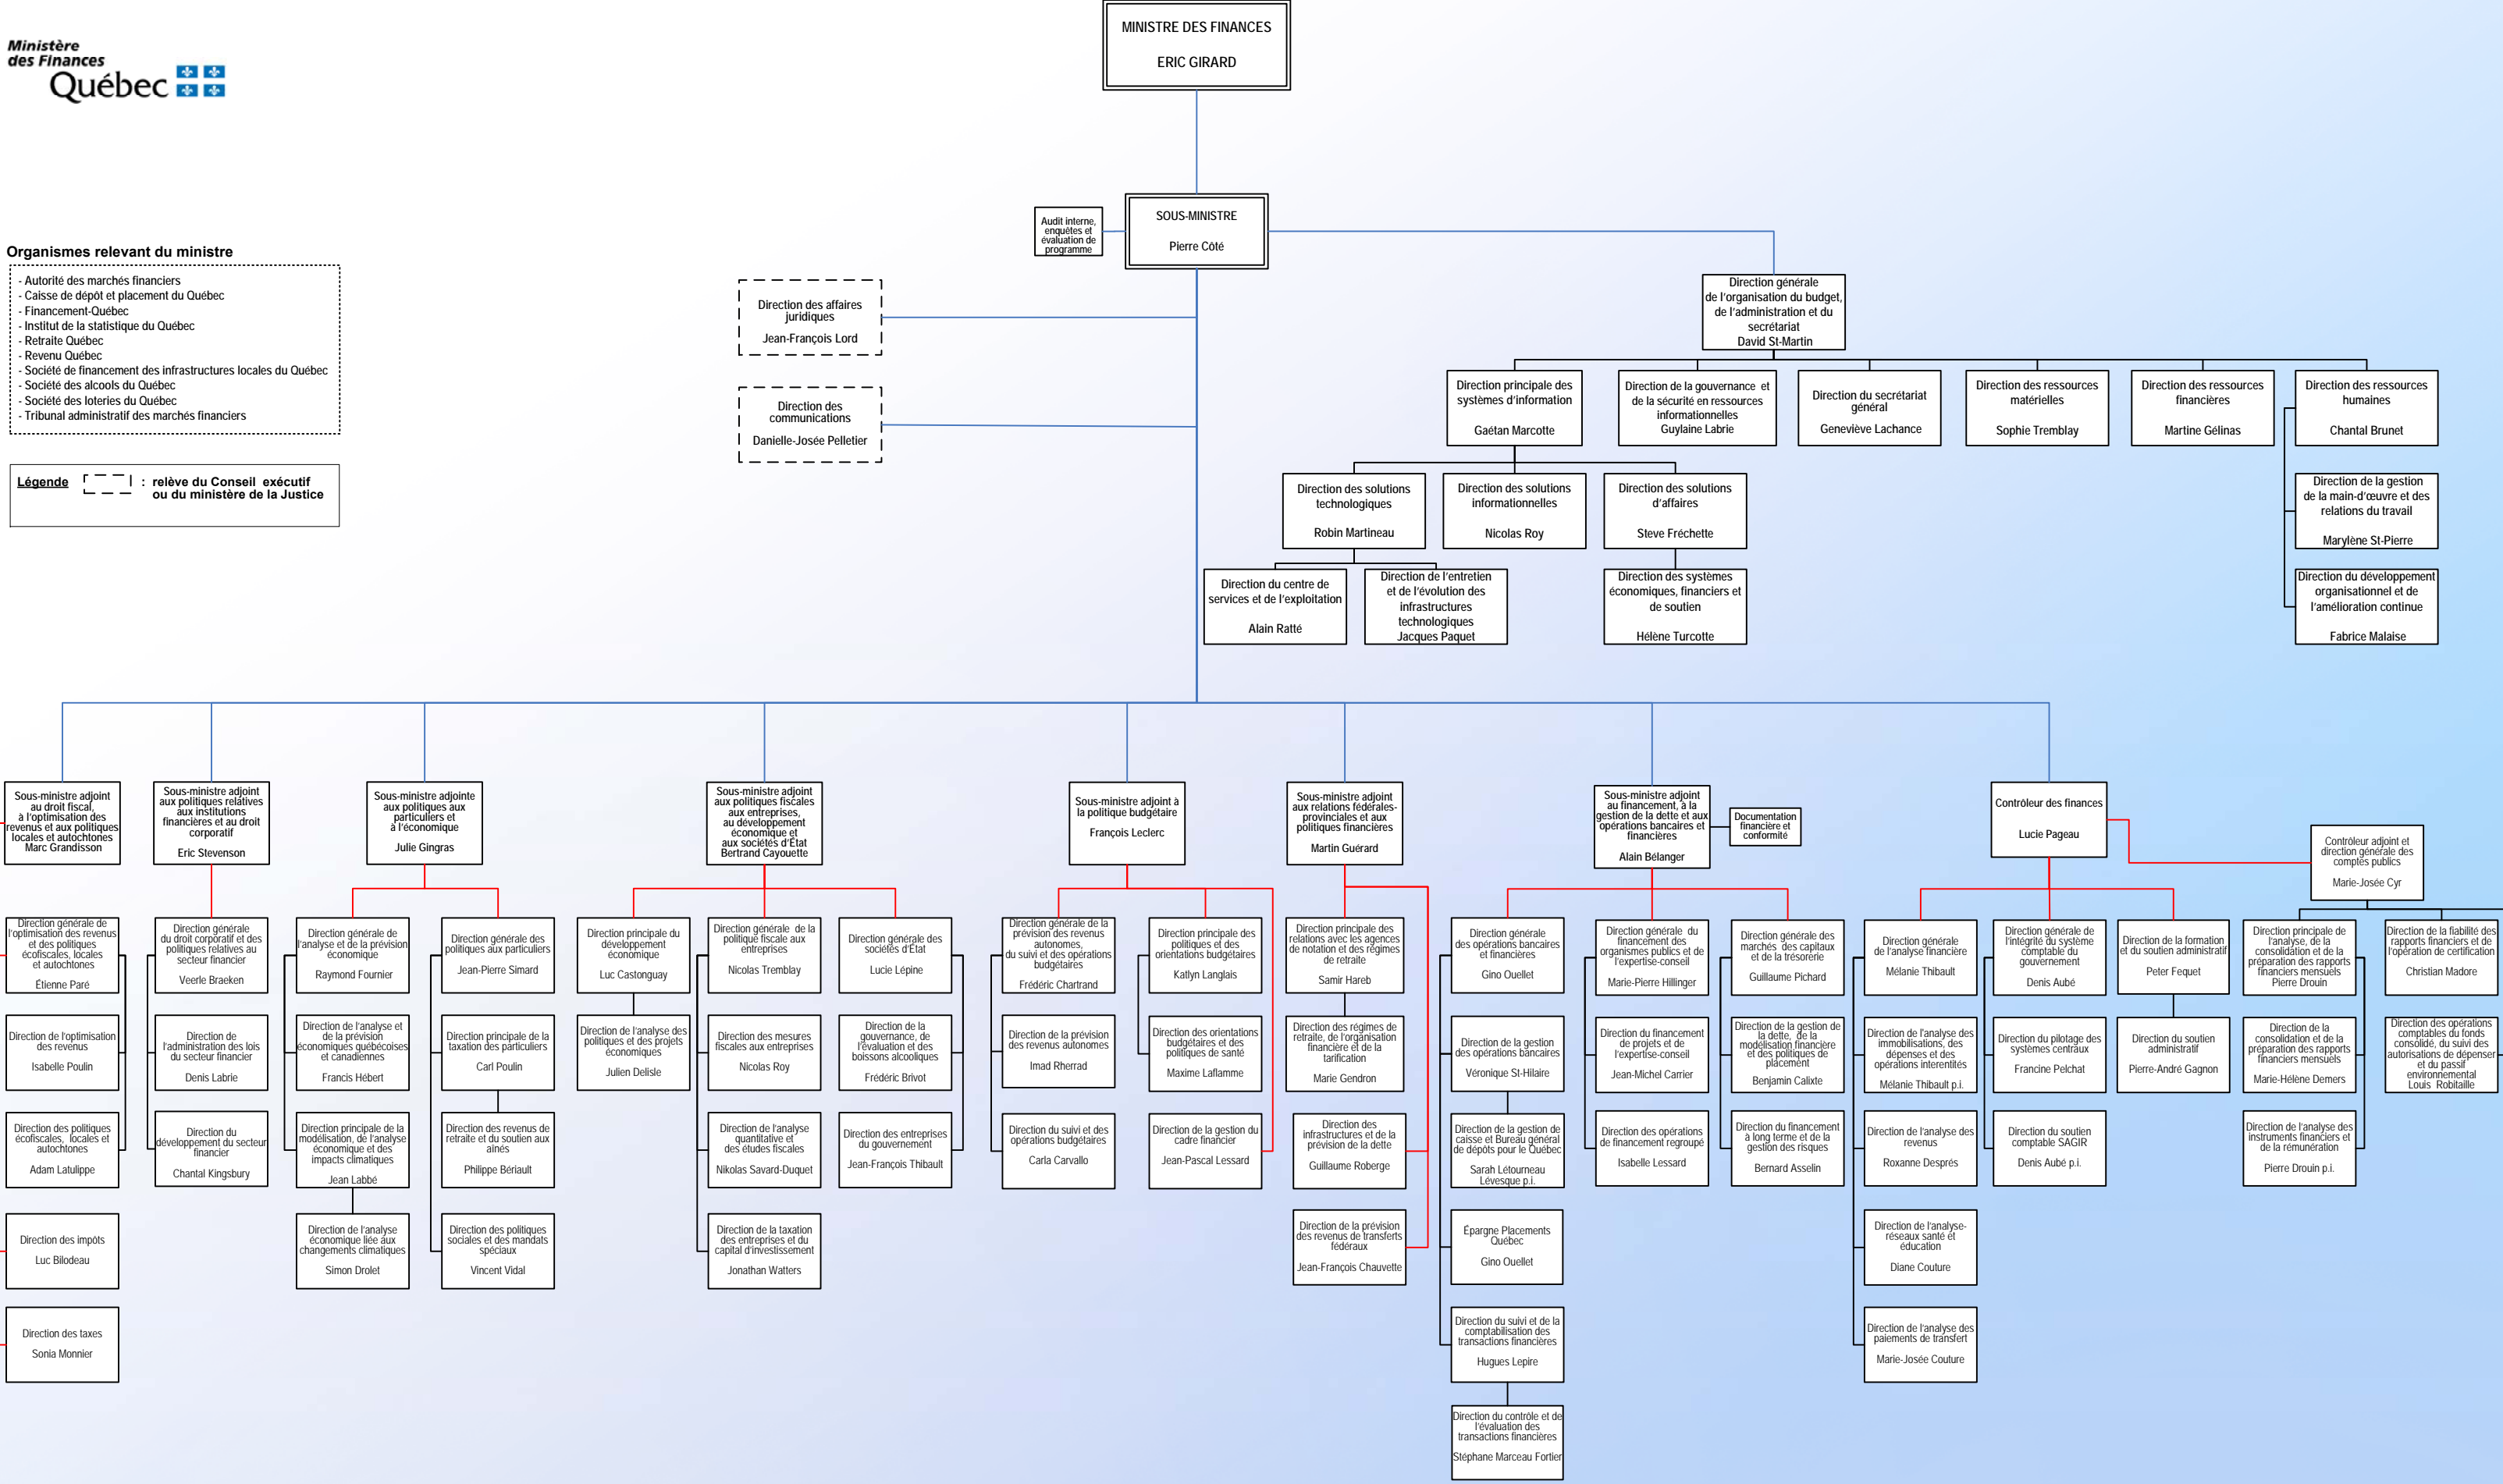 Ministère
des Finances
Québec
MINISTRE DES FINANCES
ERIC GIRARD
SOUS-MINISTRE
Pierre Côté
Audit interne,
enquêtes et
évaluation de
programme
Organismes relevant du ministre
- Autorité des marchés financiers
- Caisse de dépôt et placement du Québec
- Financement-Québec
- Institut de la statistique du Québec
- Retraite Québec
- Revenu Québec
- Société de financement des infrastructures locales du Québec
- Société des alcools du Québec
- Société des loteries du Québec
- Tribunal administratif des marchés financiers
Légende : relève du Conseil exécutif
ou du ministère de la Justice
Direction des affaires
juridiques
Jean-François Lord
Direction des
communications
Danielle-Josée Pelletier
Direction générale
de l'organisation du budget,
de l'administration et du
secrétariat
David St-Martin
Direction principale des
systèmes d'information
Gaétan Marcotte
Direction de la gouvernance et
de la sécurité en ressources
informationnelles
Guylaine Labrie
Direction du secrétariat
général
Geneviève Lachance
Direction des ressources
matérielles
Sophie Tremblay
Direction des ressources
financières
Martine Gélinas
Direction des ressources
humaines
Chantal Brunet
Direction des solutions
technologiques
Robin Martineau
Direction des solutions
informationnelles
Nicolas Roy
Direction des solutions
d'affaires
Steve Fréchette
Direction de la gestion
de la main-d'œuvre et des
relations du travail
Marylène St-Pierre
Direction du centre de
services et de l'exploitation
Alain Ratté
Direction de l'entretien
et de l'évolution des
infrastructures
technologiques
Jacques Paquet
Direction des systèmes
économiques, financiers et
de soutien
Hélène Turcotte
Direction du développement
organisationnel et de
l'amélioration continue
Fabrice Malaise
Sous-ministre adjoint
au droit fiscal,
à l'optimisation des
revenus et aux politiques
locales et autochtones
Marc Grandisson
Sous-ministre adjoint
aux politiques relatives
aux institutions
financières et au droit
corporatif
Eric Stevenson
Sous-ministre adjointe
aux politiques aux
particuliers et
à l'économique
Julie Gingras
Sous-ministre adjoint
aux politiques fiscales
aux entreprises,
au développement
économique et
aux sociétés d'État
Bertrand Cayouette
Sous-ministre adjoint à
la politique budgétaire
François Leclerc
Sous-ministre adjoint
aux relations fédérales-
provinciales et aux
politiques financières
Martin Guérard
Sous-ministre adjoint
au financement, à la
gestion de la dette et aux
opérations bancaires et
financières
Alain Bélanger
Documentation
financière et
conformité
Contrôleur des finances
Lucie Pageau
Contrôleur adjoint et
direction générale des
comptes publics
Marie-Josée Cyr
Direction générale de
l'optimisation des revenus
et des politiques
écofiscales, locales
et autochtones
Étienne Paré
Direction générale
du droit corporatif et des
politiques relatives au
secteur financier
Veerle Braeken
Direction générale de
l'analyse et de la prévision
économique
Raymond Fournier
Direction générale des
politiques aux particuliers
Jean-Pierre Simard
Direction principale du
développement
économique
Luc Castonguay
Direction générale de la
politique fiscale aux
entreprises
Nicolas Tremblay
Direction générale des
sociétés d'État
Lucie Lépine
Direction générale de la
prévision des revenus
autonomes,
du suivi et des opérations
budgétaires
Frédéric Chartrand
Direction principale des
politiques et des
orientations budgétaires
Katlyn Langlais
Direction principale des
relations avec les agences
de notation et des régimes
de retraite
Samir Hareb
Direction générale
des opérations bancaires
et financières
Gino Ouellet
Direction générale du
financement des
organismes publics et de
l'expertise-conseil
Marie-Pierre Hillinger
Direction générale des
marchés des capitaux
et de la trésorerie
Guillaume Pichard
Direction générale
de l'analyse financière
Mélanie Thibault
Direction générale de
l'intégrité du système
comptable du
gouvernement
Denis Aubé
Direction de la formation
et du soutien administratif
Peter Fequet
Direction principale de
l'analyse, de la
consolidation et de la
préparation des rapports
financiers mensuels
Pierre Drouin
Direction de la fiabilité des
rapports financiers et de
l'opération de certification
Christian Madore
Direction de l'optimisation
des revenus
Isabelle Poulin
Direction de
l'administration des lois
du secteur financier
Denis Labrie
Direction de l'analyse et
de la prévision
économiques québécoises
et canadiennes
Francis Hébert
Direction principale de la
taxation des particuliers
Carl Poulin
Direction de l'analyse des
politiques et des projets
économiques
Julien Delisle
Direction des mesures
fiscales aux entreprises
Nicolas Roy
Direction de la
gouvernance, de
l'évaluation et des
boissons alcooliques
Frédéric Brivot
Direction de la prévision
des revenus autonomes
Imad Rherrad
Direction des orientations
budgétaires et des
politiques de santé
Maxime Laflamme
Direction des régimes de
retraite, de l'organisation
financière et de la
tarification
Marie Gendron
Direction de la gestion
des opérations bancaires
Véronique St-Hilaire
Direction du financement
de projets et de
l'expertise-conseil
Jean-Michel Carrier
Direction de la gestion de
la dette, de la
modélisation financière
et des politiques de
placement
Benjamin Calixte
Direction de l'analyse des
immobilisations, des
dépenses et des
opérations interentités
Mélanie Thibault p.i.
Direction du pilotage des
systèmes centraux
Francine Pelchat
Direction du soutien
administratif
Pierre-André Gagnon
Direction de la
consolidation et de la
préparation des rapports
financiers mensuels
Marie-Hélène Demers
Direction des opérations
comptables du fonds
consolidé, du suivi des
autorisations de dépenser
et du passif
environnemental
Louis Robitaille
Direction des politiques
écofiscales, locales et
autochtones
Adam Latulippe
Direction du
développement du secteur
financier
Chantal Kingsbury
Direction principale de la
modélisation, de l'analyse
économique et des
impacts climatiques
Jean Labbé
Direction des revenus de
retraite et du soutien aux
aînés
Philippe Bériault
Direction de l'analyse
quantitative et
des études fiscales
Nikolas Savard-Duquet
Direction des entreprises
du gouvernement
Jean-François Thibault
Direction du suivi et des
opérations budgétaires
Carla Carvallo
Direction de la gestion du
cadre financier
Jean-Pascal Lessard
Direction des
infrastructures et de la
prévision de la dette
Guillaume Roberge
Direction de la gestion de
caisse et Bureau général
de dépôts pour le Québec
Sarah Létourneau
Lévesque p.i.
Direction des opérations
de financement regroupé
Isabelle Lessard
Direction du financement
à long terme et de la
gestion des risques
Bernard Asselin
Direction de l'analyse des
revenus
Roxanne Després
Direction du soutien
comptable SAGIR
Denis Aubé p.i.
Direction de l'analyse des
instruments financiers et
de la rémunération
Pierre Drouin p.i.
Direction des impôts
Luc Bilodeau
Direction de l'analyse
économique liée aux
changements climatiques
Simon Drolet
Direction des politiques
sociales et des mandats
spéciaux
Vincent Vidal
Direction de la taxation
des entreprises et du
capital d'investissement
Jonathan Watters
Direction de la prévision
des revenus de transferts
fédéraux
Jean-François Chauvette
Épargne Placements
Québec
Gino Ouellet
Direction de l'analyse-
réseaux santé et
éducation
Diane Couture
Direction des taxes
Sonia Monnier
Direction du suivi et de la
comptabilisation des
transactions financières
Hugues Lepire
Direction de l'analyse des
paiements de transfert
Marie-Josée Couture
Direction du contrôle et de
l'évaluation des
transactions financières
Stéphane Marceau Fortier